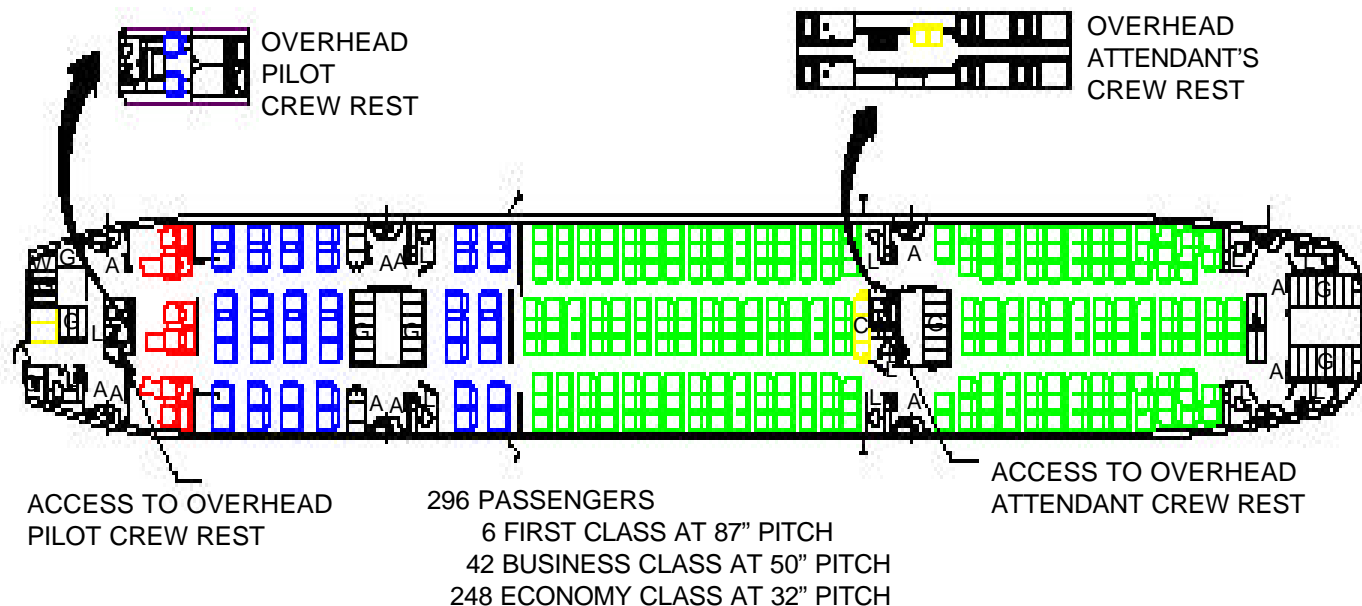 OVERHEAD
PILOT
CREW REST
OVERHEAD
ATTENDANT'S
CREW REST
W G A A A L L A A G
G L G G C G G
A A A A L L L A A L L G
ACCESS TO OVERHEAD
PILOT CREW REST
296 PASSENGERS
6 FIRST CLASS AT 87” PITCH
42 BUSINESS CLASS AT 50” PITCH
248 ECONOMY CLASS AT 32” PITCH
ACCESS TO OVERHEAD
ATTENDANT CREW REST